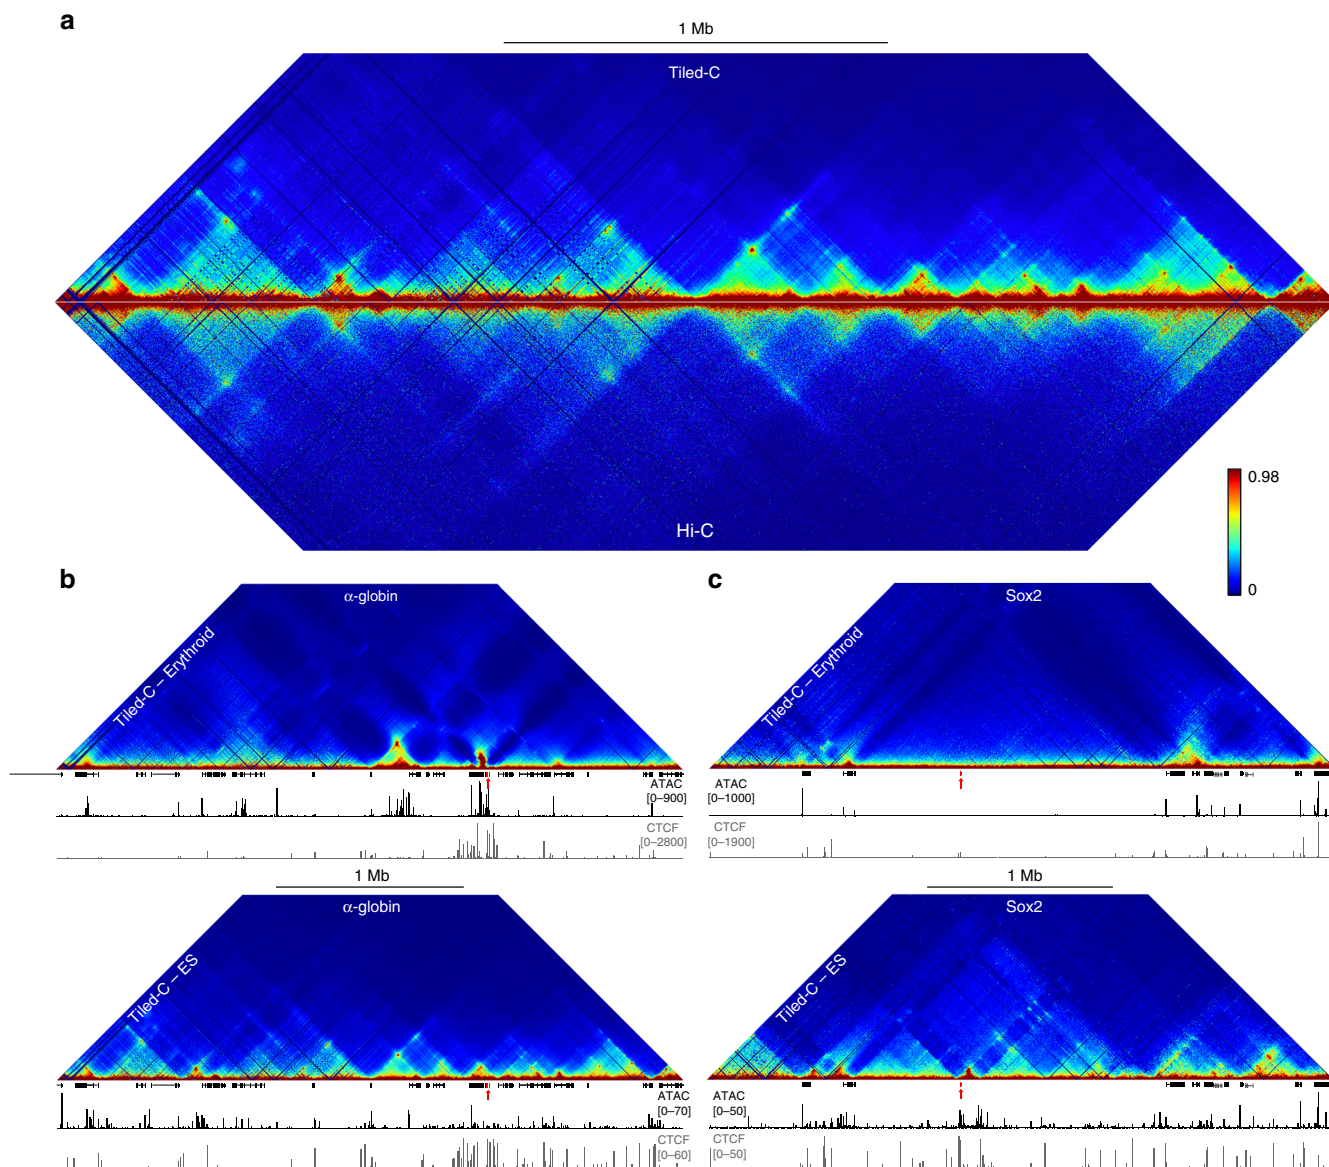 a
1 Mb
Tiled-C
Hi-C
0.98
0
b
α-globin
Tiled-C – Erythroid
ATAC
[0–900]
CTCF
[0–2800]
1 Mb
α-globin
Tiled-C – ES
ATAC
[0–70]
CTCF
[0–60]
c
Sox2
Tiled-C – Erythroid
ATAC
[0–1000]
CTCF
[0–1900]
1 Mb
Sox2
Tiled-C – ES
ATAC
[0–50]
CTCF
[0–50]